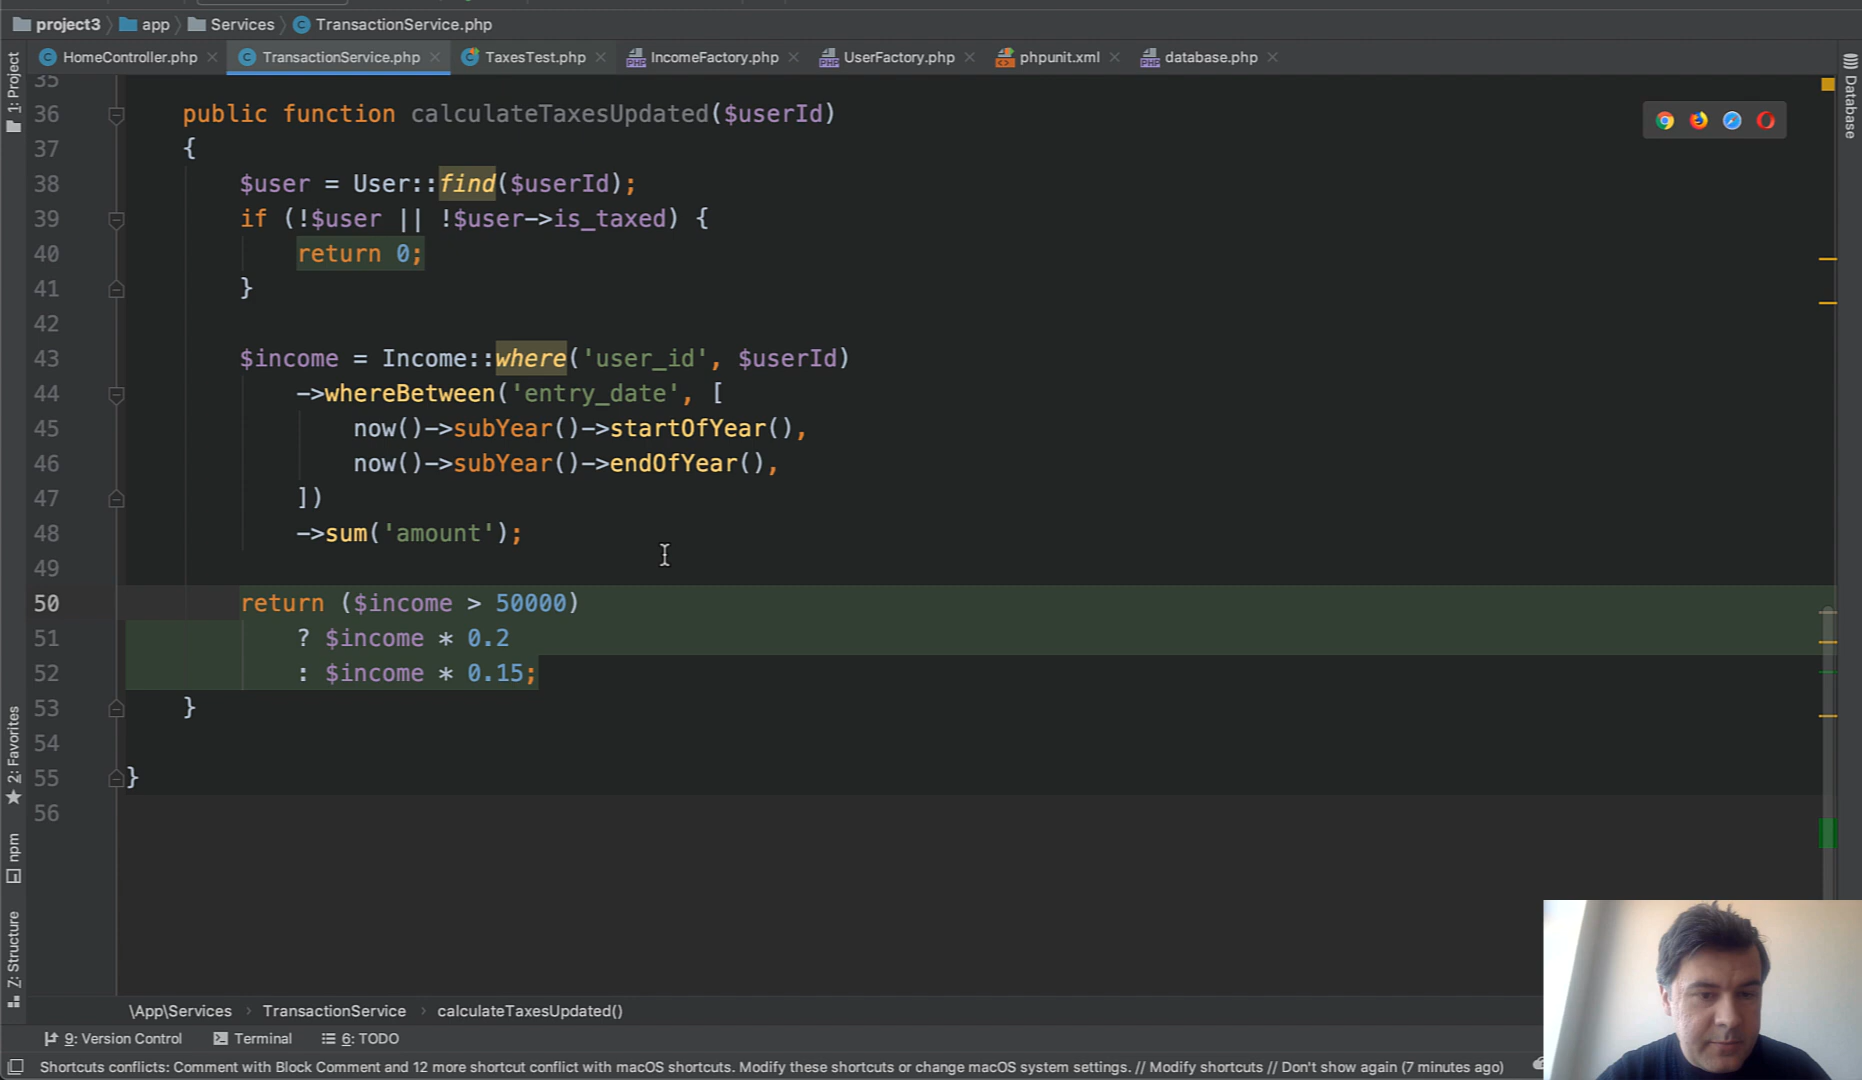 project3 app Services TransactionService.php
HomeController.php TransactionService.php TaxesTest.php IncomeFactory.php UserFactory.php phpunit.xml database.php
1: Project
Database
35
36 public function calculateTaxesUpdated($userId)
37 {
38 $user = User::find($userId);
39 if (!$user || !$user->is_taxed) {
40 return 0;
41 }
42
43 $income = Income::where('user_id', $userId)
44 ->whereBetween('entry_date', [
45 now()->subYear()->startOfYear(),
46 now()->subYear()->endOfYear(),
47 ])
48 ->sum('amount');
49
50 return ($income > 50000)
51 ? $income * 0.2
52 : $income * 0.15;
53 }
54
55 }
56
2: Favorites
npm
Z: Structure
\App\Services TransactionService calculateTaxesUpdated()
9: Version Control Terminal 6: TODO
Shortcuts conflicts: Comment with Block Comment and 12 more shortcut conflict with macOS shortcuts. Modify these shortcuts or change macOS system settings. // Modify shortcuts // Don't show again (7 minutes ago)